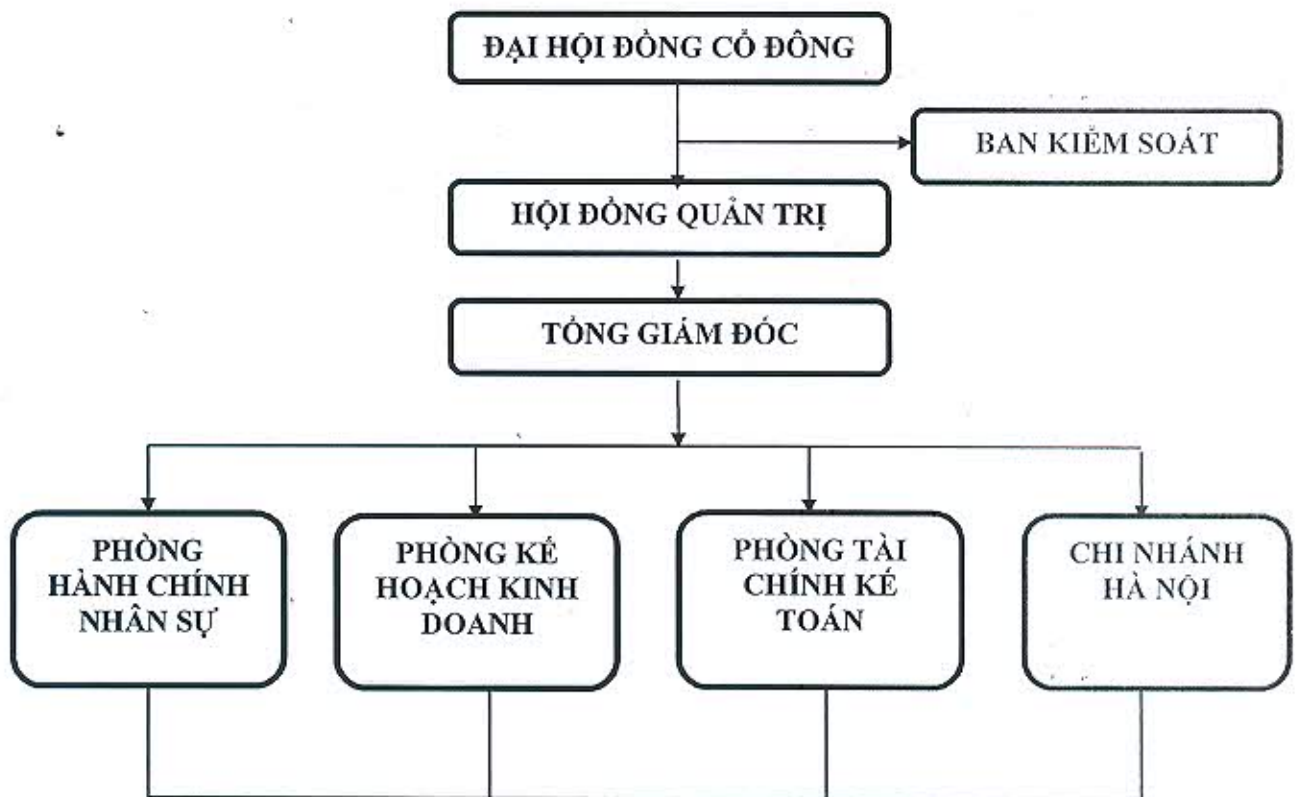 ĐẠI HỘI ĐỒNG CỔ ĐÔNG
BAN KIỂM SOÁT
HỘI ĐỒNG QUẢN TRỊ
TỔNG GIÁM ĐỐC
PHÒNG
HÀNH CHÍNH
NHÂN SỰ
PHÒNG KẾ
HOẠCH KINH
DOANH
PHÒNG TÀI
CHÍNH KẾ
TOÁN
CHI NHÁNH
HÀ NỘI